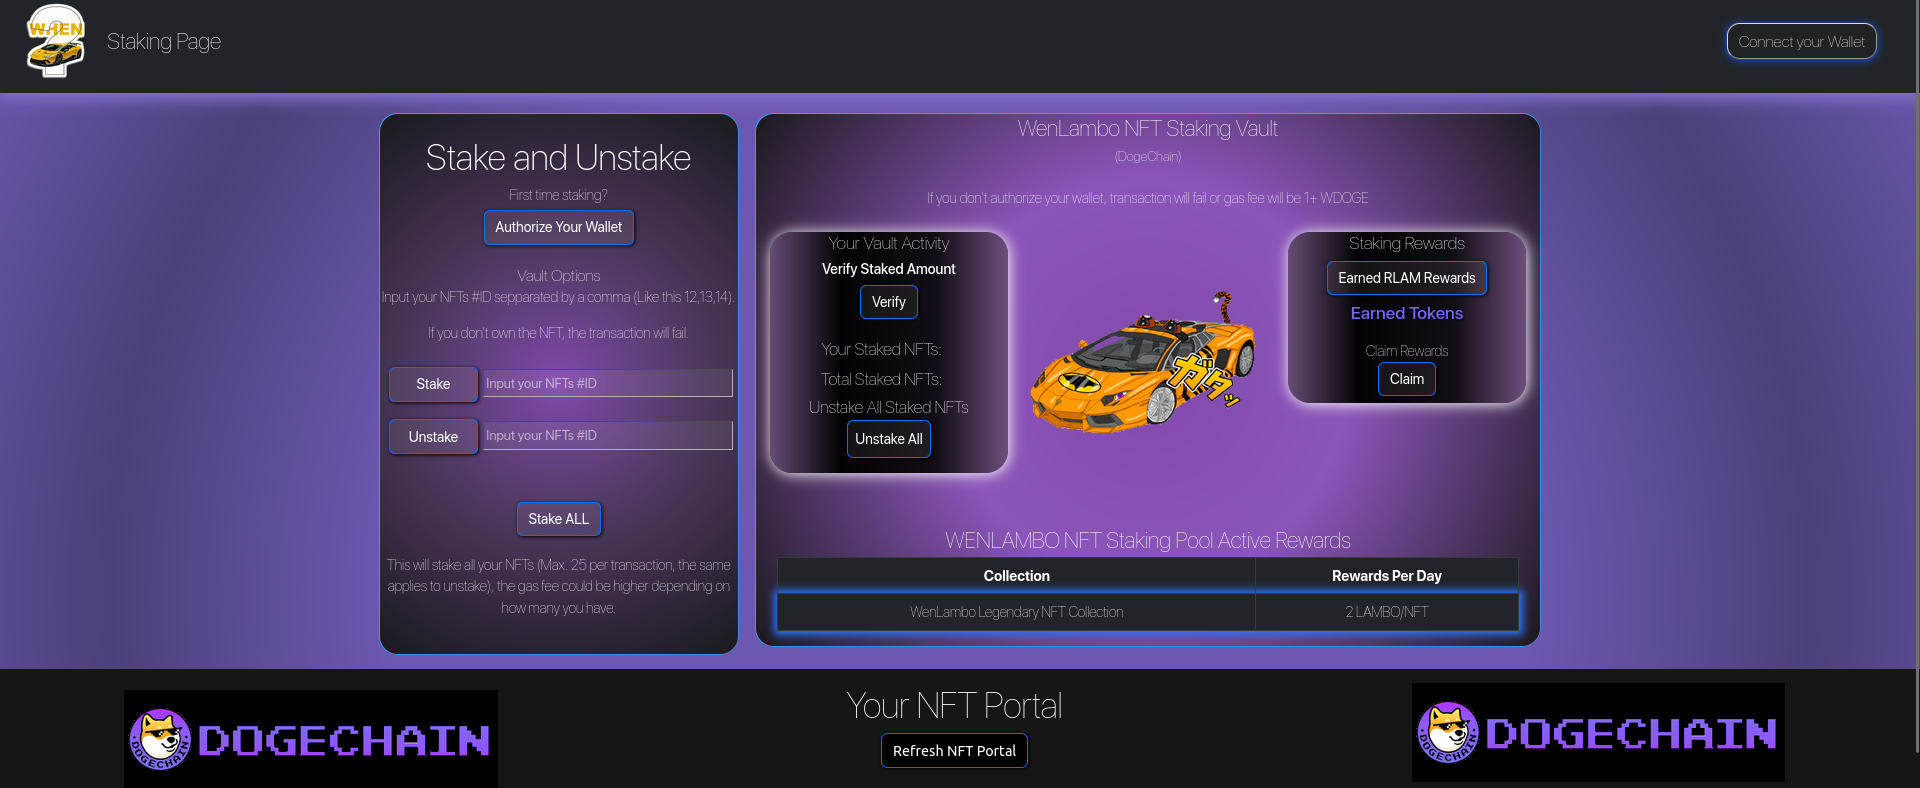 WHEN
Staking Page
Connect your Wallet
Stake and Unstake
First time staking?
Authorize Your Wallet
Vault Options
Input your NFTs #ID sepparated by a comma (Like this 12,13,14).
If you don't own the NFT, the transaction will fail.
Stake
Input your NFTs #ID
Unstake
Input your NFTs #ID
Stake ALL
This will stake all your NFTs (Max. 25 per transaction, the same
applies to unstake), the gas fee could be higher depending on
how many you have.
WenLambo NFT Staking Vault
(DogeChain)
If you don't authorize your wallet, transaction will fail or gas fee will be 1+ WDOGE
Your Vault Activity
Verify Staked Amount
Verify
Your Staked NFTs:
Total Staked NFTs:
Unstake All Staked NFTs
Unstake All
ガタッ
Staking Rewards
Earned RLAM Rewards
Earned Tokens
Claim Rewards
Claim
WENLAMBO NFT Staking Pool Active Rewards
Collection Rewards Per Day
WenLambo Legendary NFT Collection 2 LAMBO/NFT
DOGECHAIN
DOGECHAIN
Your NFT Portal
Refresh NFT Portal
DOGECHAIN
DOGECHAIN